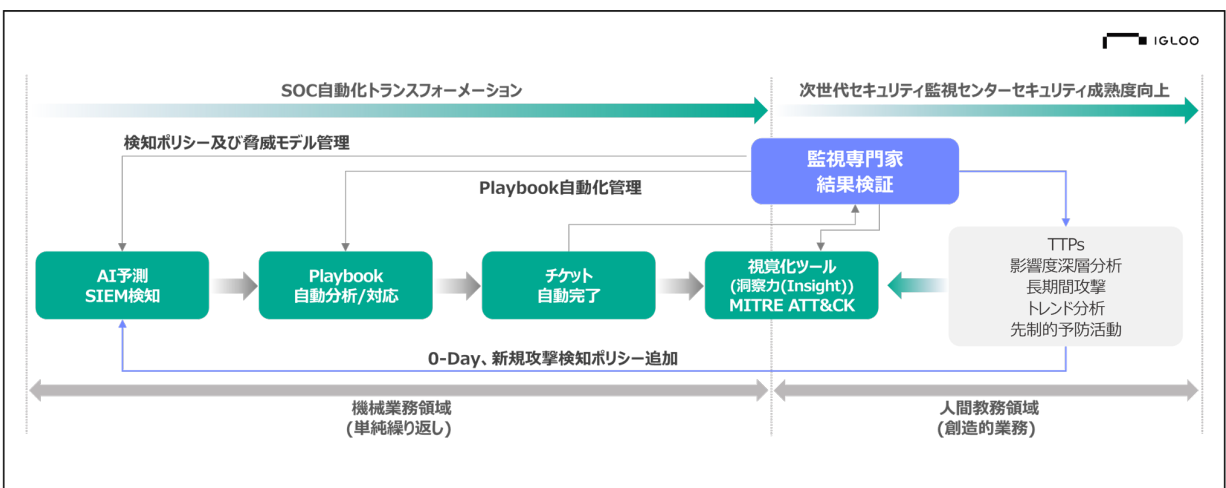 IGLOO
SOC自動化トランスフォーメーション
次世代セキュリティ監視センターセキュリティ成熟度向上
検知ポリシー及び脅威モデル管理
監視専門家
結果検証
Playbook自動化管理
AI予測
SIEM検知
Playbook
自動分析/対応
チケット
自動完了
視覚化ツール
(洞察力(Insight))
MITRE ATT&CK
TTPs
影響度深層分析
長期間攻撃
トレンド分析
先制的予防活動
0-Day、新規攻撃検知ポリシー追加
機械業務領域
(単純繰り返し)
人間教務領域
(創造的業務)